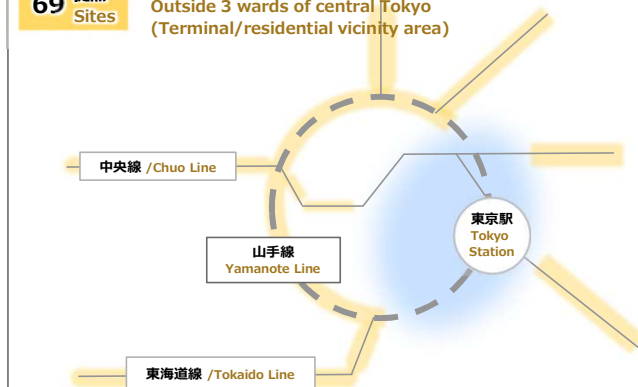 69
Sites
Outside 3 wards of central Tokyo
(Terminal/residential vicinity area)
中央線 /Chuo Line
東京駅
Tokyo
Station
山手線
Yamanote Line
東海道線 /Tokaido Line